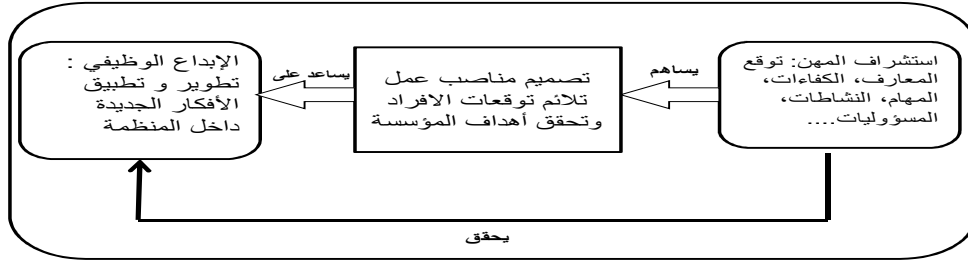 استشراف المهن: توقع
المعارف، الكفاءات،
المهام، النشاطات،
المسؤوليات....
يساهم
تصميم مناصب عمل
تلائم توقعات الافراد
وتحقق أهداف المؤسسة
يساعد على
الإبداع الوظيفي :
تطوير و تطبيق
الأفكار الجديدة
داخل المنظمة
يحقق